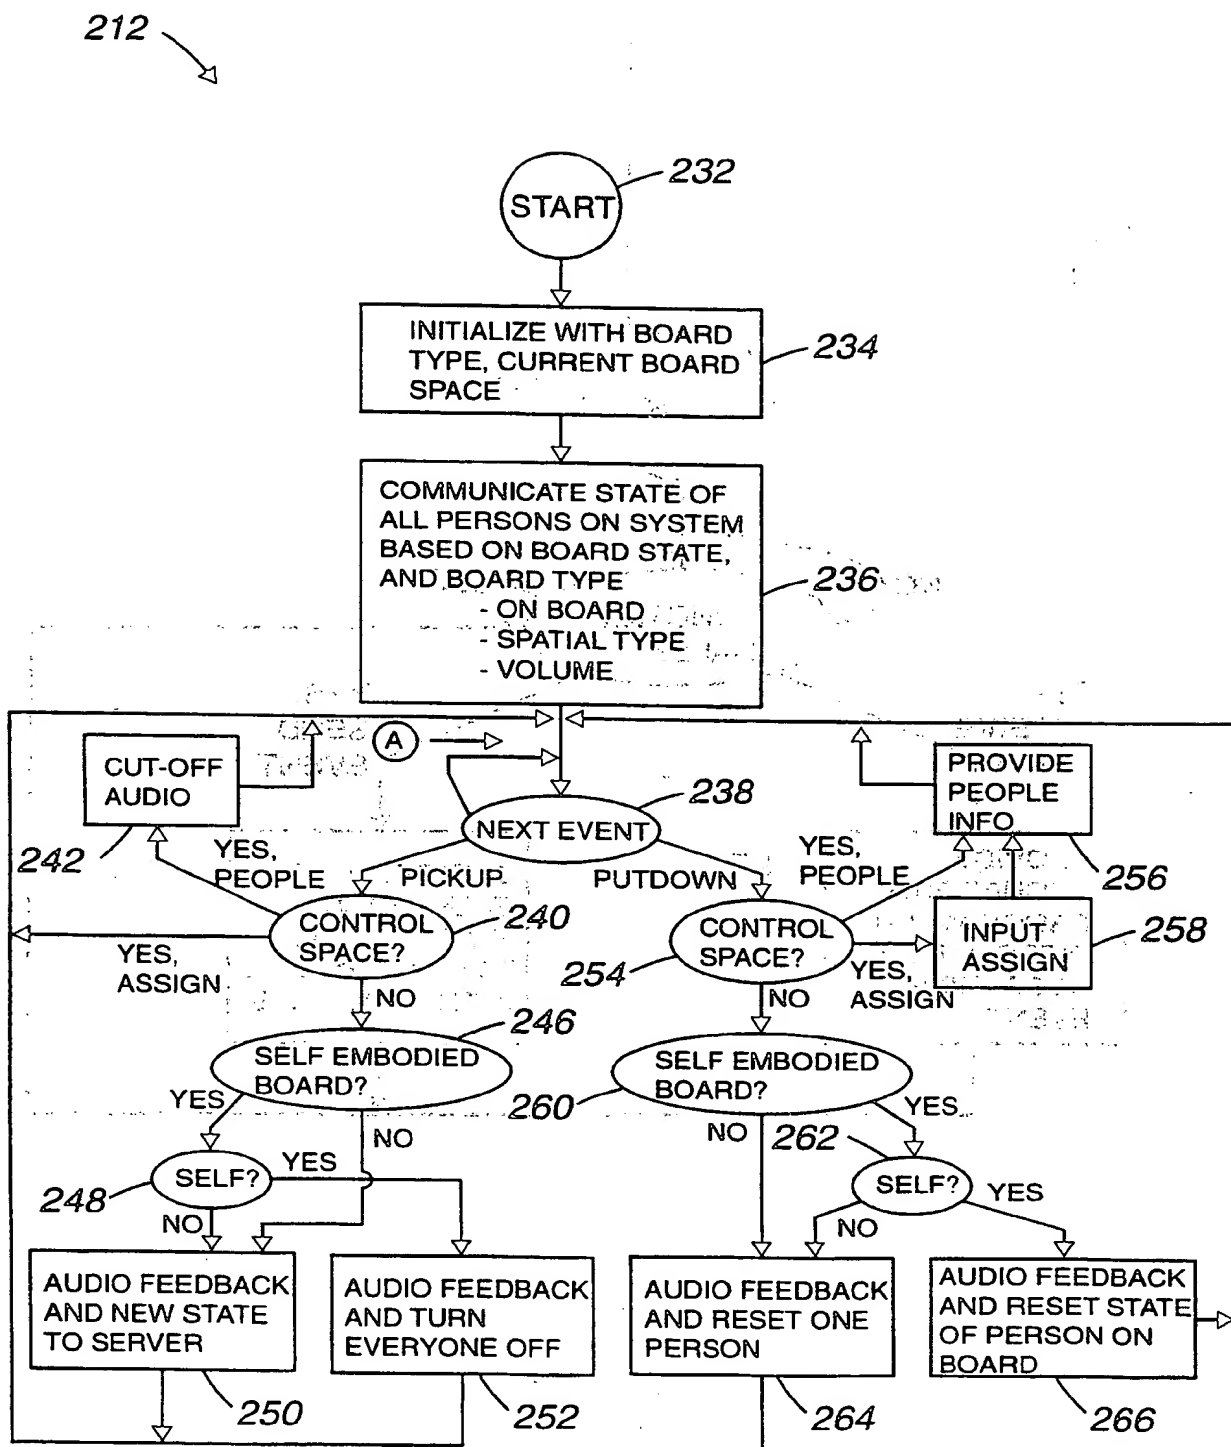 212
START
232
INITIALIZE WITH BOARD
TYPE, CURRENT BOARD
SPACE
234
COMMUNICATE STATE OF
ALL PERSONS ON SYSTEM
BASED ON BOARD STATE,
AND BOARD TYPE
- ON BOARD
- SPATIAL TYPE
- VOLUME
236
A
CUT-OFF
AUDIO
242
NEXT EVENT
238
PROVIDE
PEOPLE
INFO
256
YES,
PEOPLE
PICKUP
PUTDOWN
YES,
PEOPLE
CONTROL
SPACE?
240
CONTROL
SPACE?
254
INPUT
ASSIGN
258
YES,
ASSIGN
NO
NO
YES,
ASSIGN
SELF EMBODIED
BOARD?
246
SELF EMBODIED
BOARD?
260
YES
NO
NO
YES
SELF?
248
YES
NO
262
SELF?
YES
NO
AUDIO FEEDBACK
AND NEW STATE
TO SERVER
250
AUDIO FEEDBACK
AND TURN
EVERYONE OFF
252
AUDIO FEEDBACK
AND RESET ONE
PERSON
264
AUDIO FEEDBACK
AND RESET STATE
OF PERSON ON
BOARD
266